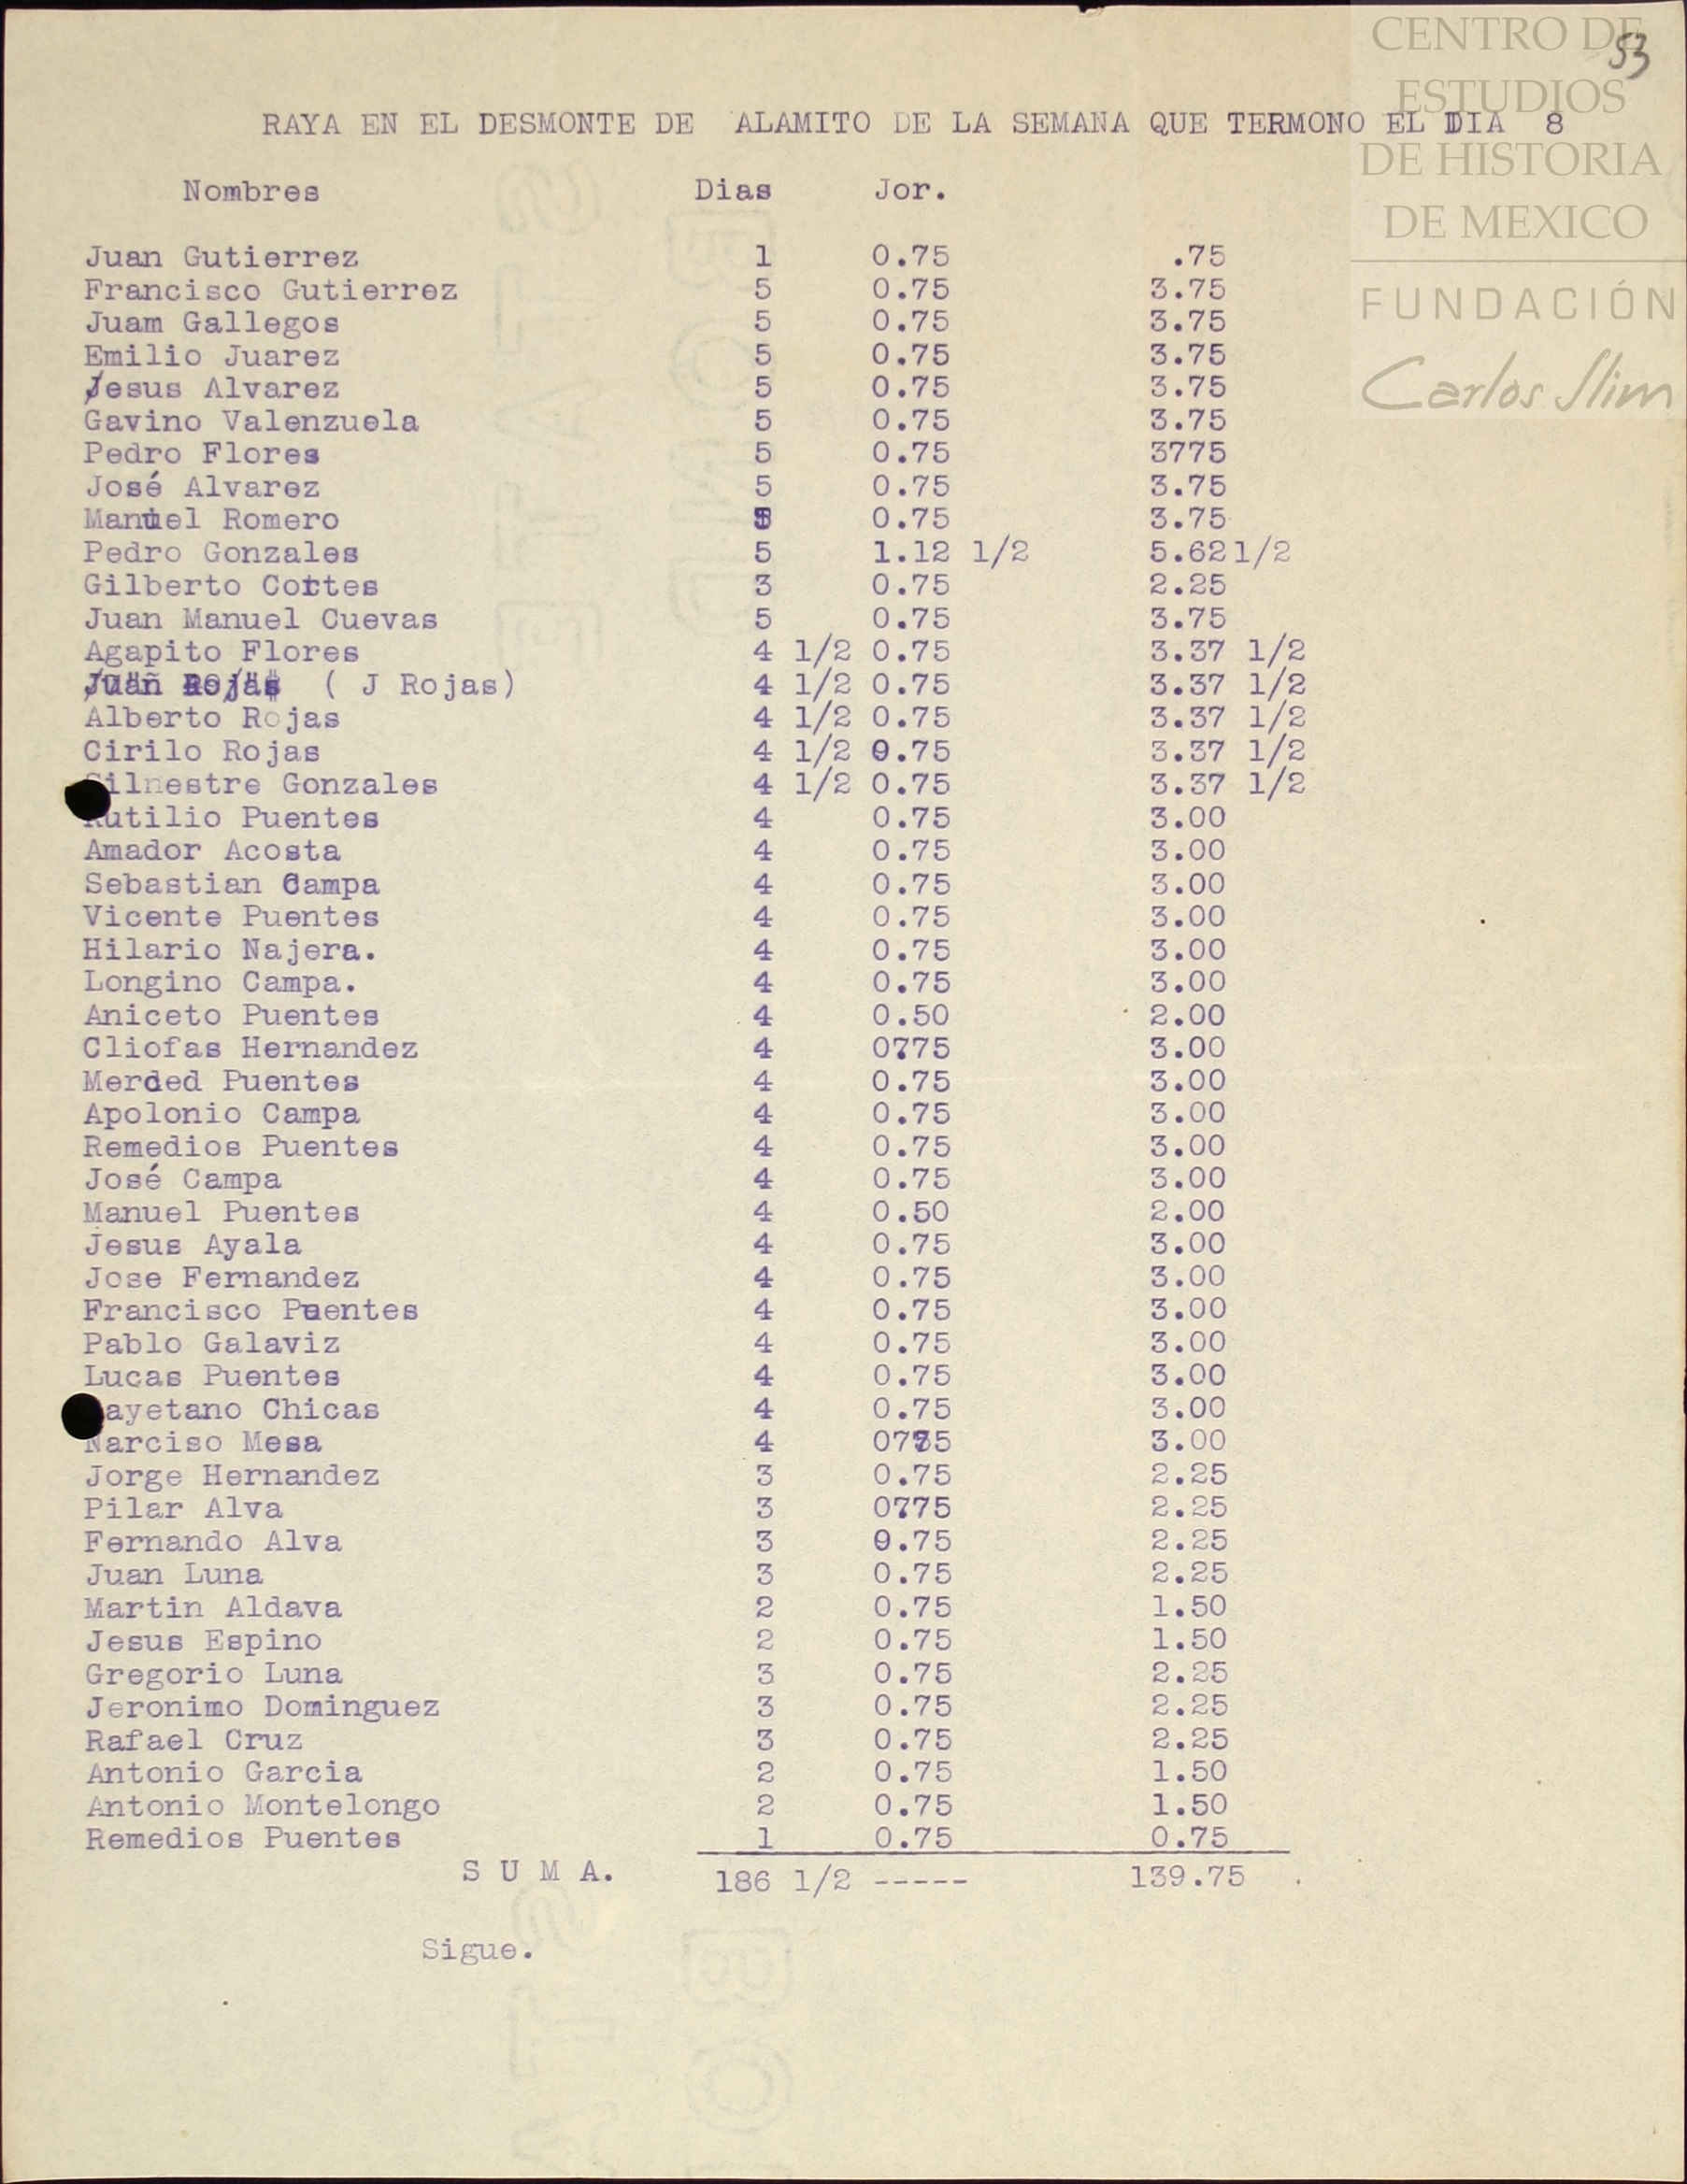 53
CENTRO DE
ESTUDIOS
DE HISTORIA
DE MEXICO
FUNDACIÓN
Carlos Slim
RAYA EN EL DESMONTE DE ALAMITO DE LA SEMANA QUE TERMONO EL DIA 8
Nombres Dias Jor.
Juan Gutierrez 1 0.75 .75
Francisco Gutierrez 5 0.75 3.75
Juam Gallegos 5 0.75 3.75
Emilio Juarez 5 0.75 3.75
Jesus Alvarez 5 0.75 3.75
Gavino Valenzuela 5 0.75 3.75
Pedro Flores 5 0.75 3775
José Alvarez 5 0.75 3.75
Manuel Romero 5 0.75 3.75
Pedro Gonzales 5 1.12 1/2 5.62 1/2
Gilberto Cortes 3 0.75 2.25
Juan Manuel Cuevas 5 0.75 3.75
Agapito Flores 4 1/2 0.75 3.37 1/2
Juan Rojas ( J Rojas) 4 1/2 0.75 3.37 1/2
Alberto Rojas 4 1/2 0.75 3.37 1/2
Cirilo Rojas 4 1/2 0.75 3.37 1/2
Silnestre Gonzales 4 1/2 0.75 3.37 1/2
Rutilio Puentes 4 0.75 3.00
Amador Acosta 4 0.75 3.00
Sebastian Campa 4 0.75 3.00
Vicente Puentes 4 0.75 3.00
Hilario Najera. 4 0.75 3.00
Longino Campa. 4 0.75 3.00
Aniceto Puentes 4 0.50 2.00
Cliofas Hernandez 4 0775 3.00
Merced Puentes 4 0.75 3.00
Apolonio Campa 4 0.75 3.00
Remedios Puentes 4 0.75 3.00
José Campa 4 0.75 3.00
Manuel Puentes 4 0.50 2.00
Jesus Ayala 4 0.75 3.00
Jose Fernandez 4 0.75 3.00
Francisco Puentes 4 0.75 3.00
Pablo Galaviz 4 0.75 3.00
Lucas Puentes 4 0.75 3.00
Cayetano Chicas 4 0.75 3.00
Narciso Mesa 4 0775 3.00
Jorge Hernandez 3 0.75 2.25
Pilar Alva 3 0775 2.25
Fernando Alva 3 0.75 2.25
Juan Luna 3 0.75 2.25
Martin Aldava 2 0.75 1.50
Jesus Espino 2 0.75 1.50
Gregorio Luna 3 0.75 2.25
Jeronimo Dominguez 3 0.75 2.25
Rafael Cruz 3 0.75 2.25
Antonio Garcia 2 0.75 1.50
Antonio Montelongo 2 0.75 1.50
Remedios Puentes 1 0.75 0.75
S U M A. 186 1/2 ----- 139.75
Sigue.